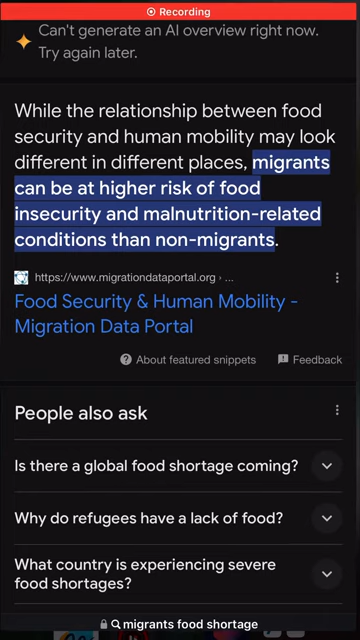 Recording
Can't generate an AI overview right now.
Try again later.
While the relationship between food
security and human mobility may look
different in different places, migrants
can be at higher risk of food
insecurity and malnutrition-related
conditions than non-migrants.
https://www.migrationdataportal.org › ...
Food Security & Human Mobility -
Migration Data Portal
About featured snippets
Feedback
People also ask
Is there a global food shortage coming?
Why do refugees have a lack of food?
What country is experiencing severe
food shortages?
migrants food shortage